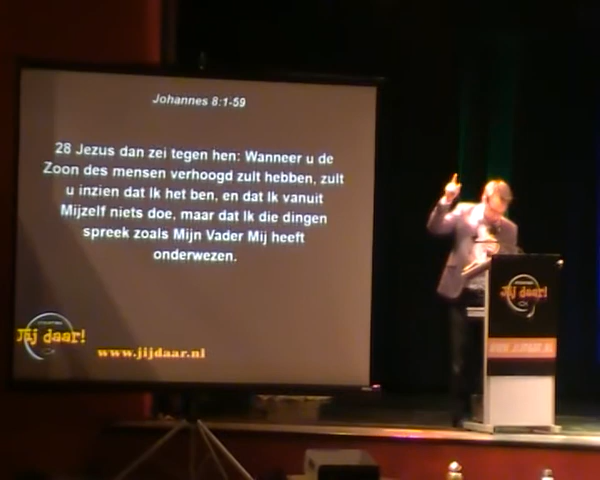 Johannes 8:1-59
28 Jezus dan zei tegen hen: Wanneer u de
Zoon des mensen verhoogd zult hebben, zult
u inzien dat Ik het ben, en dat Ik vanuit
Mijzelf niets doe, maar dat Ik die dingen
spreek zoals Mijn Vader Mij heeft
onderwezen.
Jij daar!
www.jijdaar.nl
Jij daar!